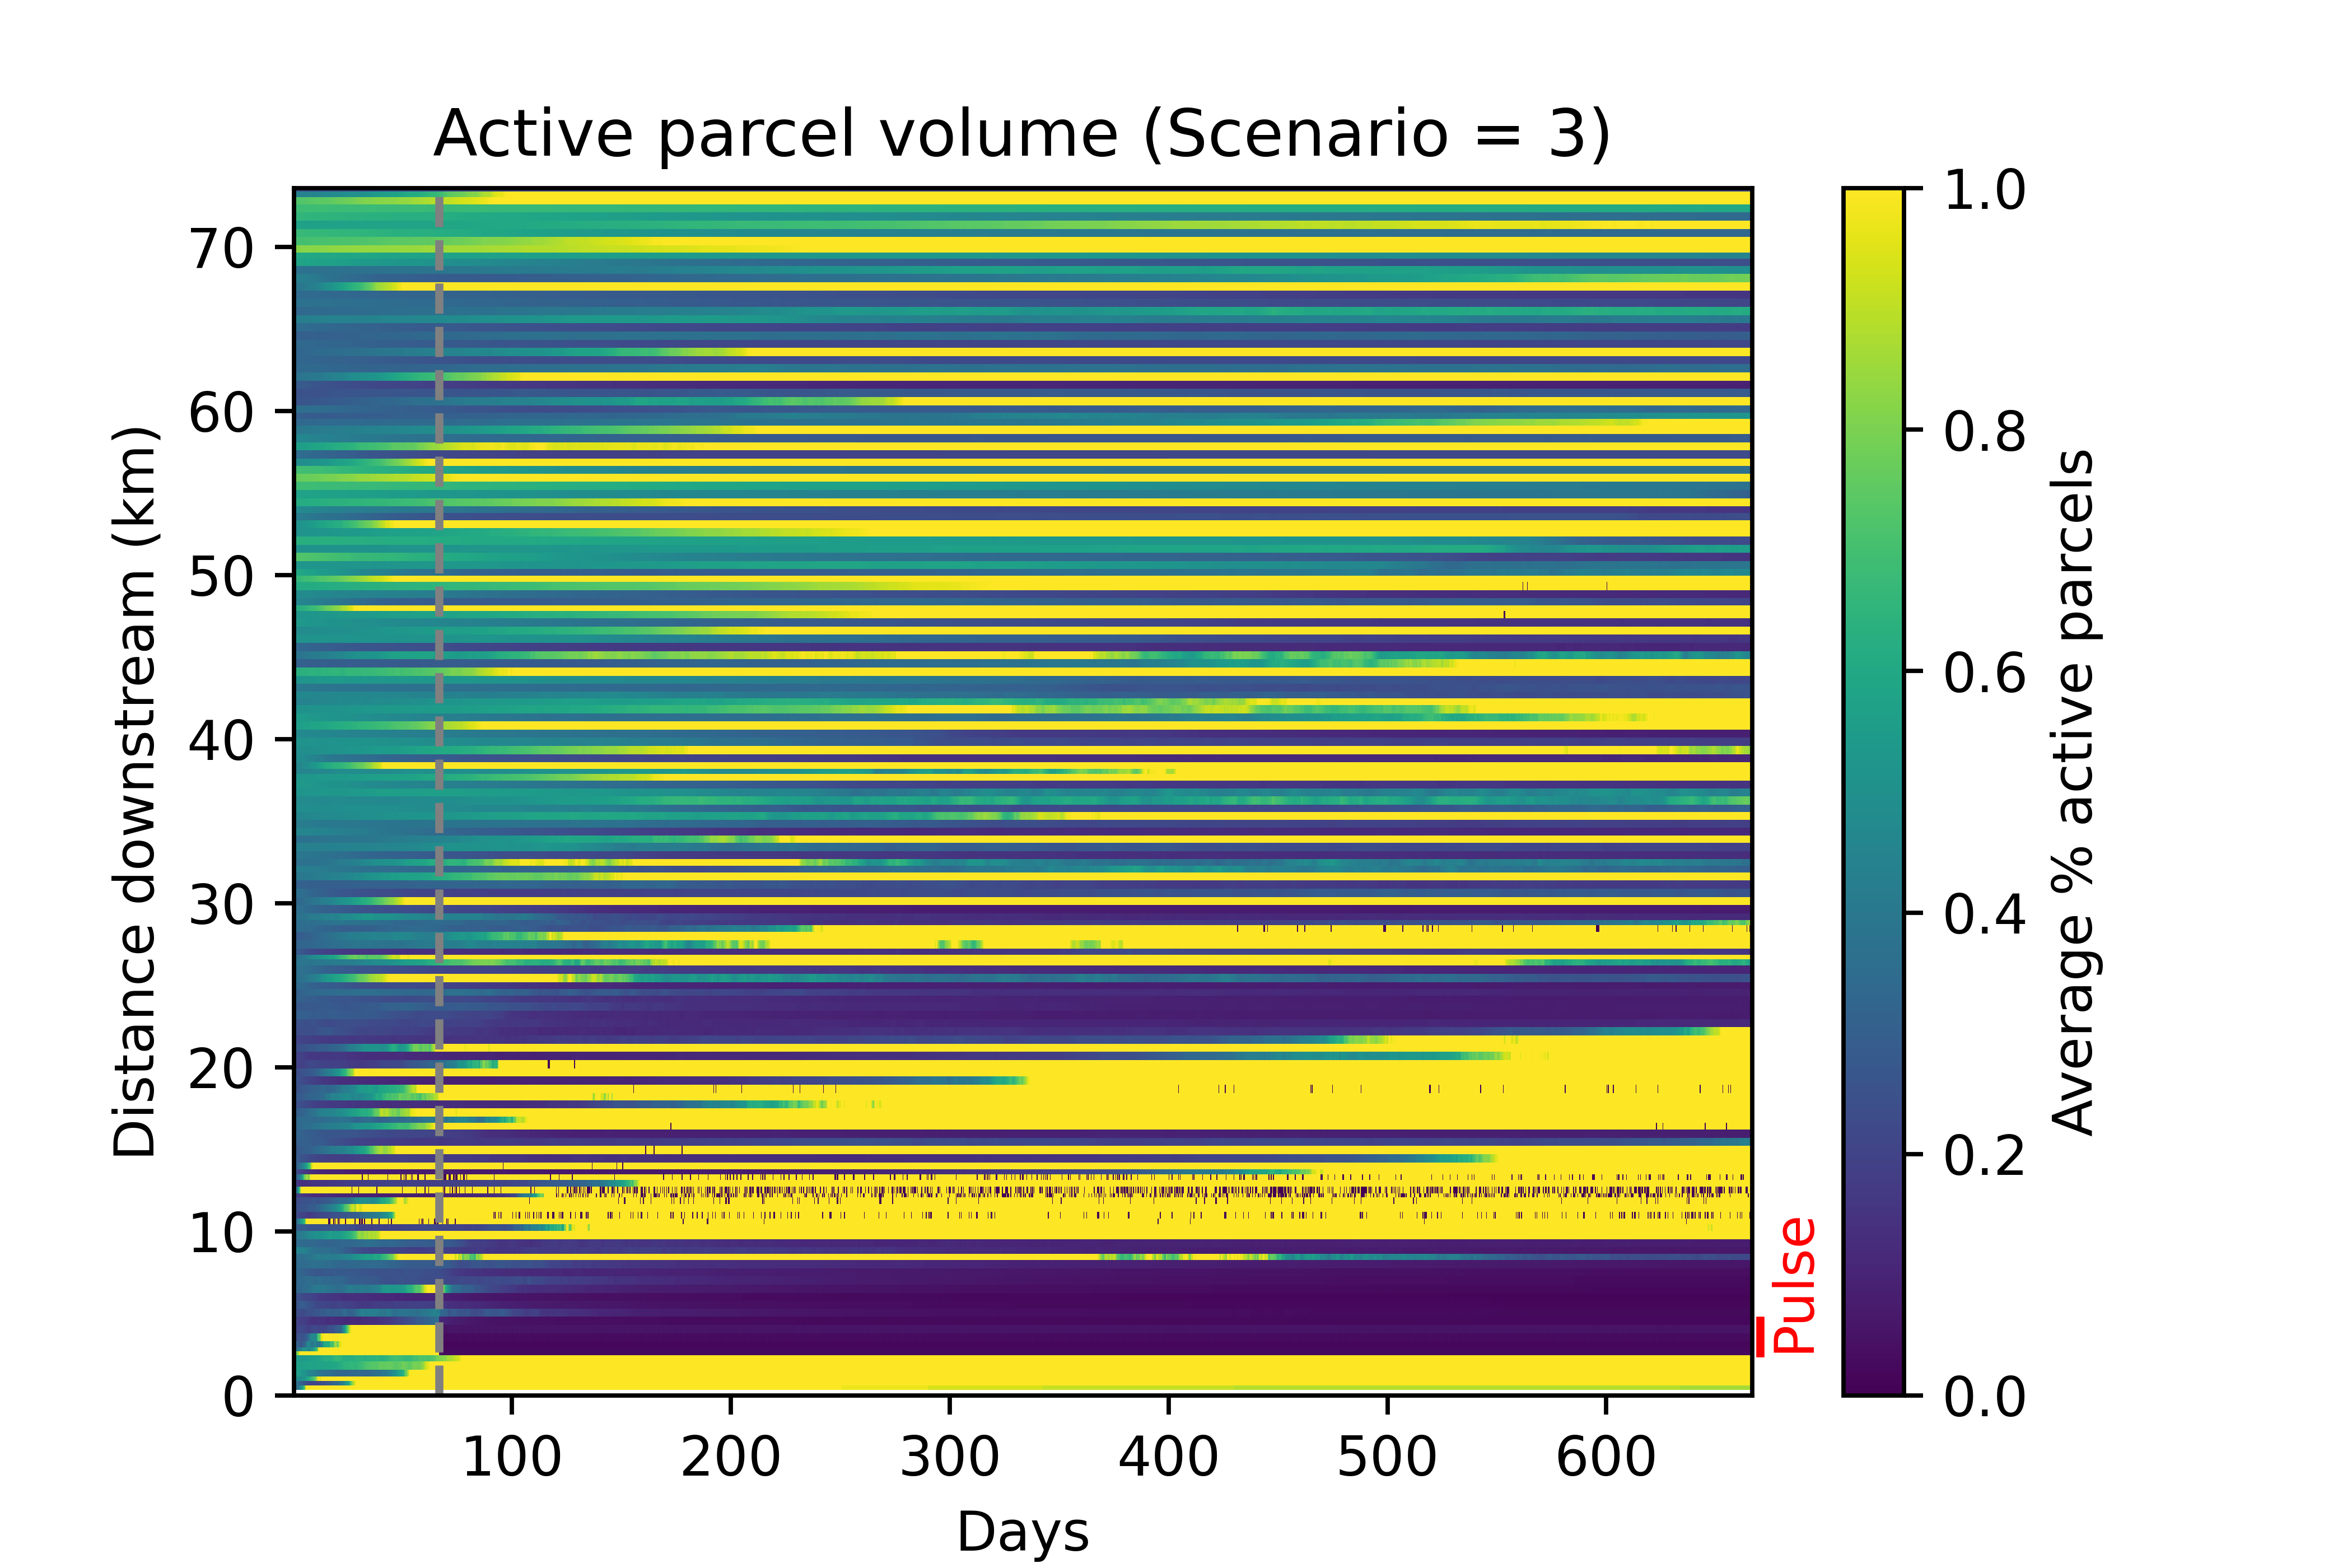 Active parcel volume (Scenario = 3)
70
60
50
40
30
20
10
0
Distance downstream (km)
100 200 300 400 500 600
Days
Pulse
1.0
0.8
0.6
0.4
0.2
0.0
Average % active parcels